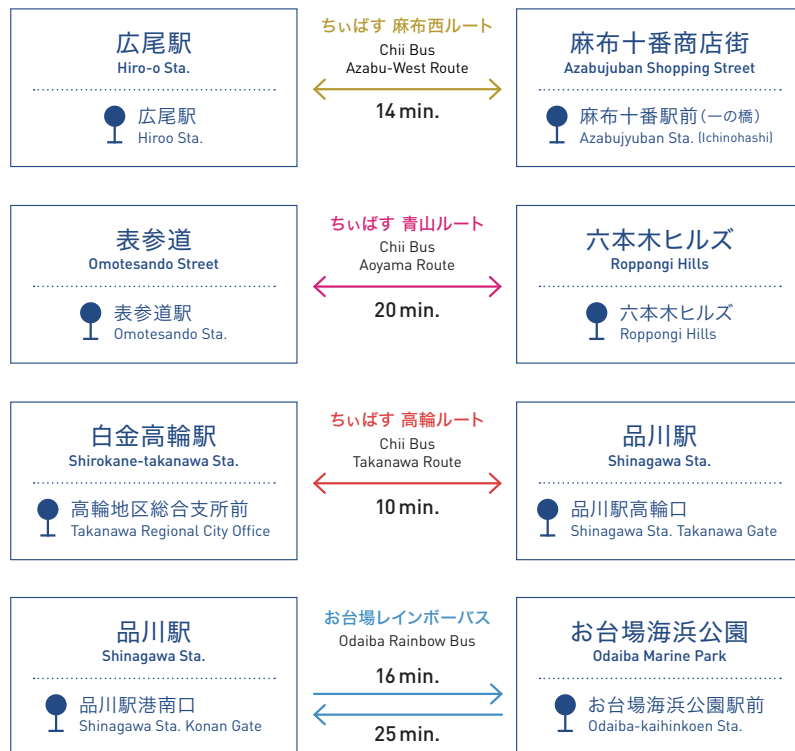 広尾駅
Hiro-o Sta.
広尾駅
Hiroo Sta.
ちぃばす 麻布西ルート
Chii Bus
Azabu-West Route
14 min.
麻布十番商店街
Azabujuban Shopping Street
麻布十番駅前（一の橋）
Azabujyuban Sta. (Ichinohashi)
表参道
Omotesando Street
表参道駅
Omotesando Sta.
ちぃばす 青山ルート
Chii Bus
Aoyama Route
20 min.
六本木ヒルズ
Roppongi Hills
六本木ヒルズ
Roppongi Hills
白金高輪駅
Shirokane-takanawa Sta.
高輪地区総合支所前
Takanawa Regional City Office
ちぃばす 高輪ルート
Chii Bus
Takanawa Route
10 min.
品川駅
Shinagawa Sta.
品川駅高輪口
Shinagawa Sta. Takanawa Gate
品川駅
Shinagawa Sta.
品川駅港南口
Shinagawa Sta. Konan Gate
お台場レインボーバス
Odaiba Rainbow Bus
16 min.
25 min.
お台場海浜公園
Odaiba Marine Park
お台場海浜公園駅前
Odaiba-kaihinkoen Sta.